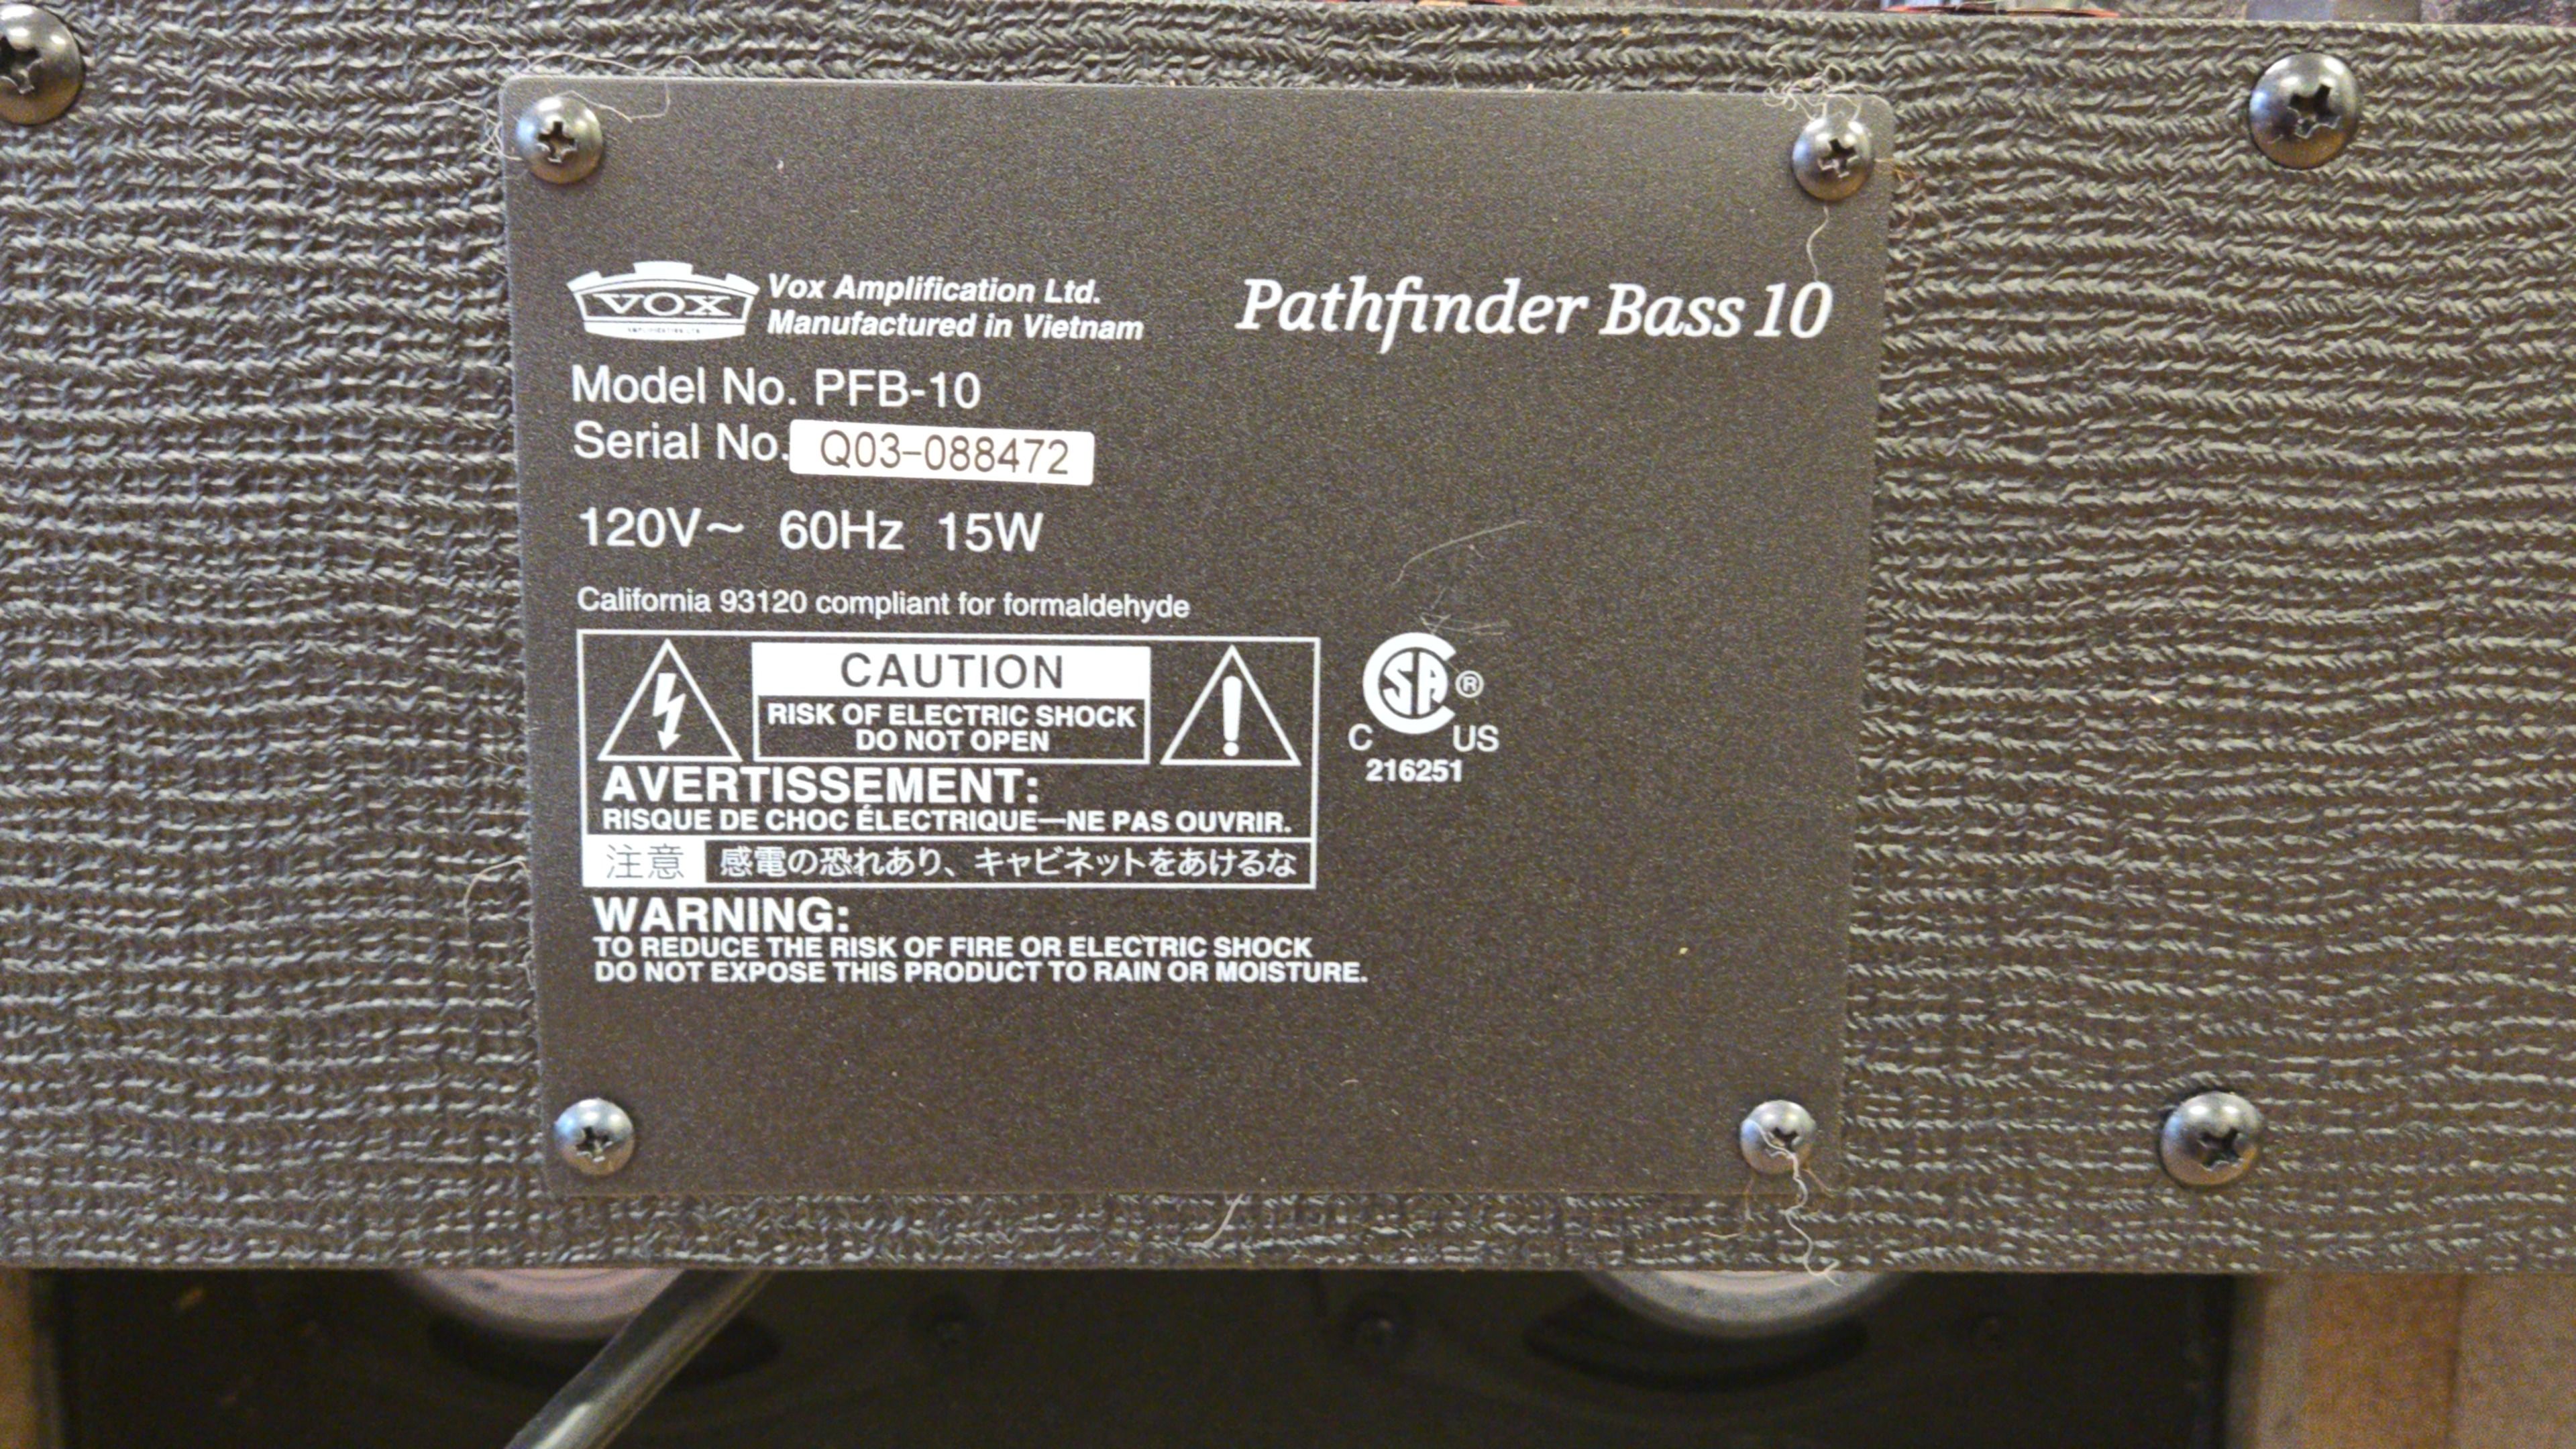 VOX
Vox Amplification Ltd.
Manufactured in Vietnam
Pathfinder Bass 10
Model No. PFB-10
Serial No. Q03-088472
120V~ 60Hz 15W
California 93120 compliant for formaldehyde
CAUTION
RISK OF ELECTRIC SHOCK
DO NOT OPEN
AVERTISSEMENT:
RISQUE DE CHOC ÉLECTRIQUE—NE PAS OUVRIR.
注意 感電の恐れあり、キャビネットをあけるな
SA ®
C US
216251
WARNING:
TO REDUCE THE RISK OF FIRE OR ELECTRIC SHOCK
DO NOT EXPOSE THIS PRODUCT TO RAIN OR MOISTURE.